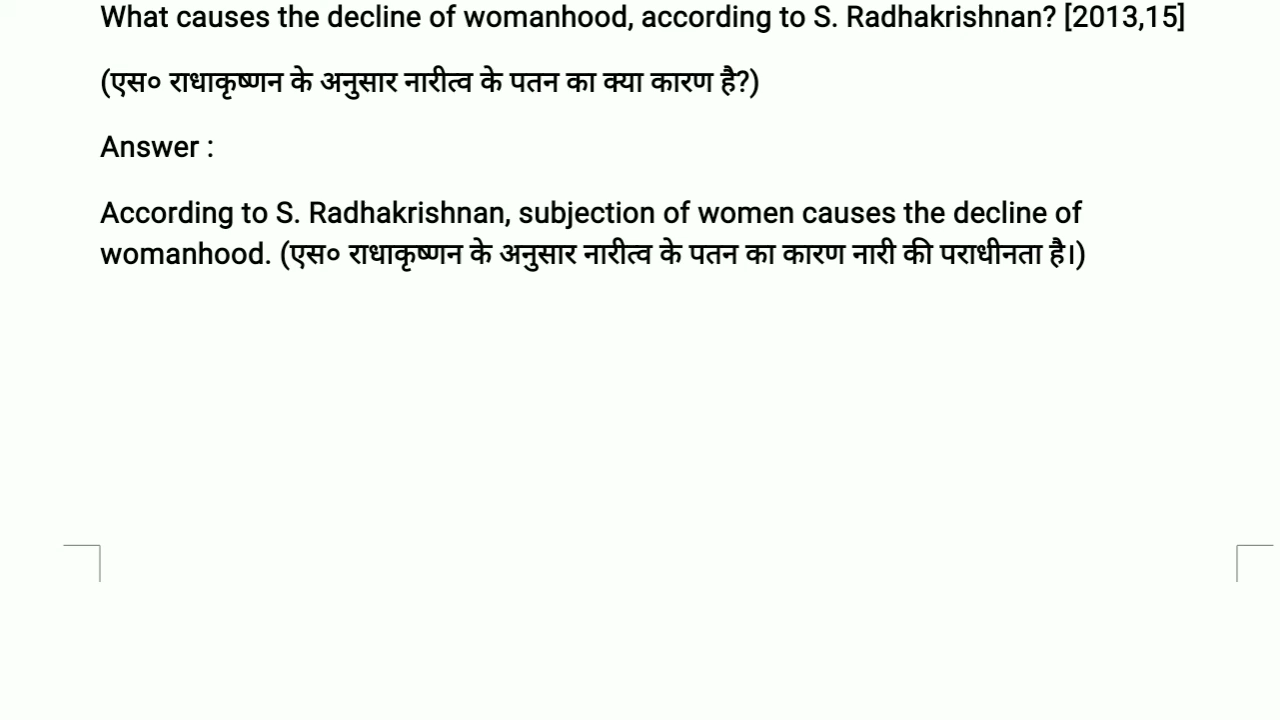 What causes the decline of womanhood, according to S. Radhakrishnan? [2013,15]
(एस० राधाकृष्णन के अनुसार नारीत्व के पतन का क्या कारण है?)
Answer :
According to S. Radhakrishnan, subjection of women causes the decline of
womanhood. (एस० राधाकृष्णन के अनुसार नारीत्व के पतन का कारण नारी की पराधीनता है।)